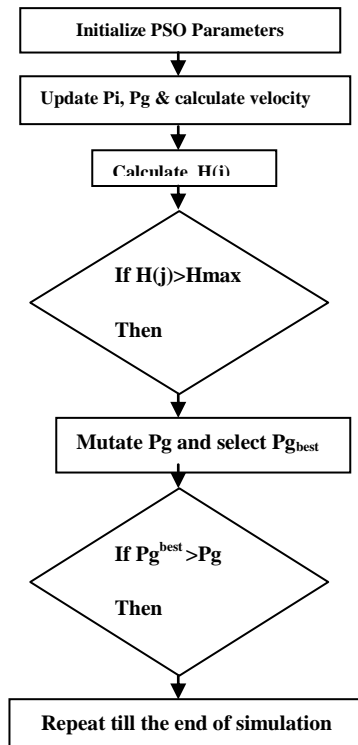 Initialize PSO Parameters
Update Pi, Pg & calculate velocity
Calculate H(j)
If H(j)>Hmax
Then
Mutate Pg and select Pgbest
If Pgbest >Pg
Then
Repeat till the end of simulation